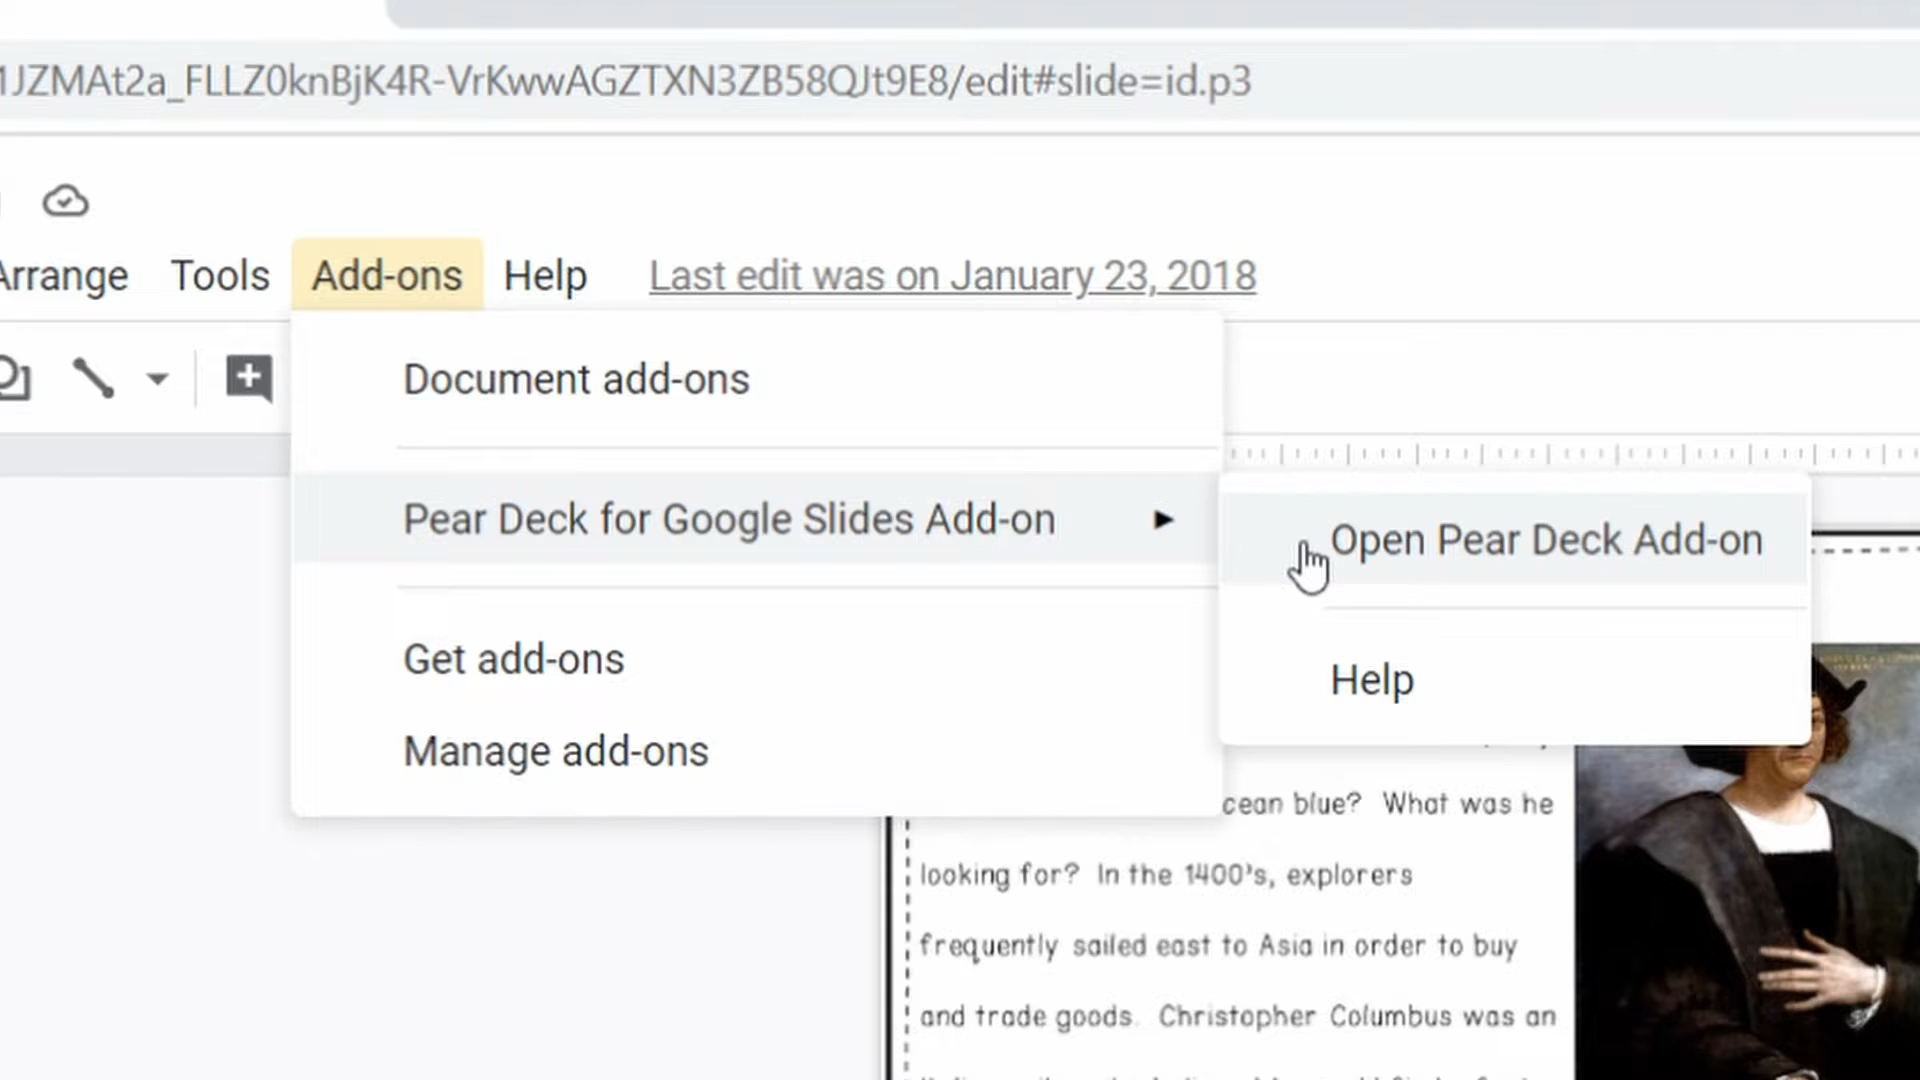 1JZMAt2a_FLLZ0knBjK4R-VrKwwAGZTXN3ZB58QJt9E8/edit#slide=id.p3
Arrange Tools Add-ons Help Last edit was on January 23, 2018
Document add-ons
Pear Deck for Google Slides Add-on
Open Pear Deck Add-on
Get add-ons
Help
Manage add-ons
cean blue? What was he
looking for? In the 1400's, explorers
frequently sailed east to Asia in order to buy
and trade goods. Christopher Columbus was an